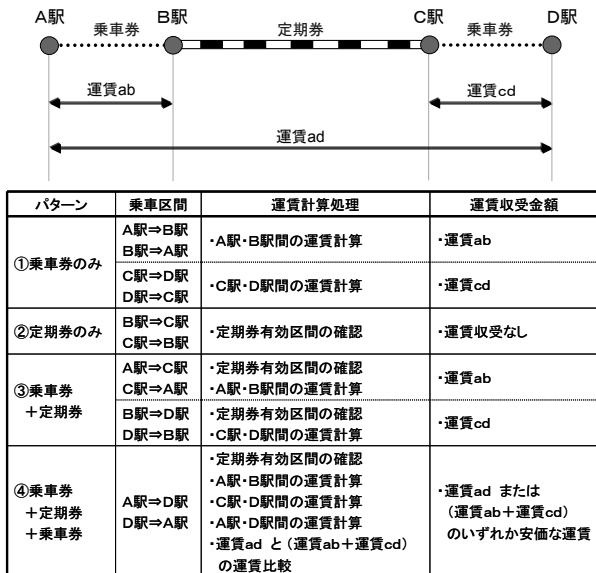 A駅 B駅 C駅 D駅
乗車券 定期券 乗車券
運賃ab 運賃cd
運賃ad
パターン 乗車区間 運賃計算処理 運賃収受金額
①乗車券のみ
A駅⇒B駅
B駅⇒A駅
・A駅・B駅間の運賃計算
・運賃ab
C駅⇒D駅
D駅⇒C駅
・C駅・D駅間の運賃計算
・運賃cd
②定期券のみ
B駅⇒C駅
C駅⇒B駅
・定期券有効区間の確認
・運賃収受なし
③乗車券
+定期券
A駅⇒C駅
C駅⇒A駅
・定期券有効区間の確認
・A駅・B駅間の運賃計算
・運賃ab
B駅⇒D駅
D駅⇒B駅
・定期券有効区間の確認
・C駅・D駅間の運賃計算
・運賃cd
④乗車券
+定期券
+乗車券
A駅⇒D駅
D駅⇒A駅
・定期券有効区間の確認
・A駅・B駅間の運賃計算
・C駅・D駅間の運賃計算
・A駅・D駅間の運賃計算
・運賃ad と (運賃ab+運賃cd)
の運賃比較
・運賃ad または
(運賃ab+運賃cd)
のいずれか安価な運賃